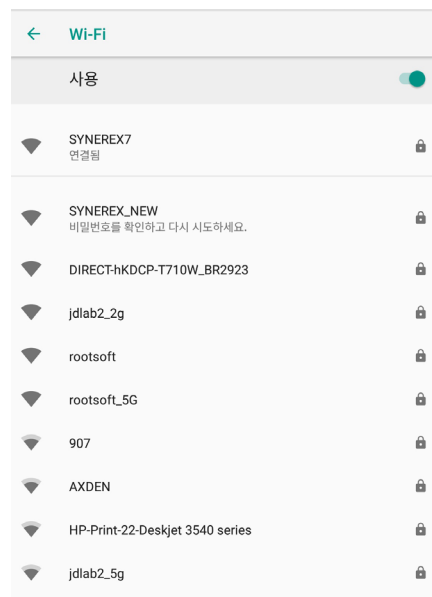 Wi-Fi
사용
SYNEREX7
연결됨
SYNEREX_NEW
비밀번호를 확인하고 다시 시도하세요.
DIRECT-hKDCP-T710W_BR2923
jdlab2_2g
rootsoft
rootsoft_5G
907
AXDEN
HP-Print-22-Deskjet 3540 series
jdlab2_5g